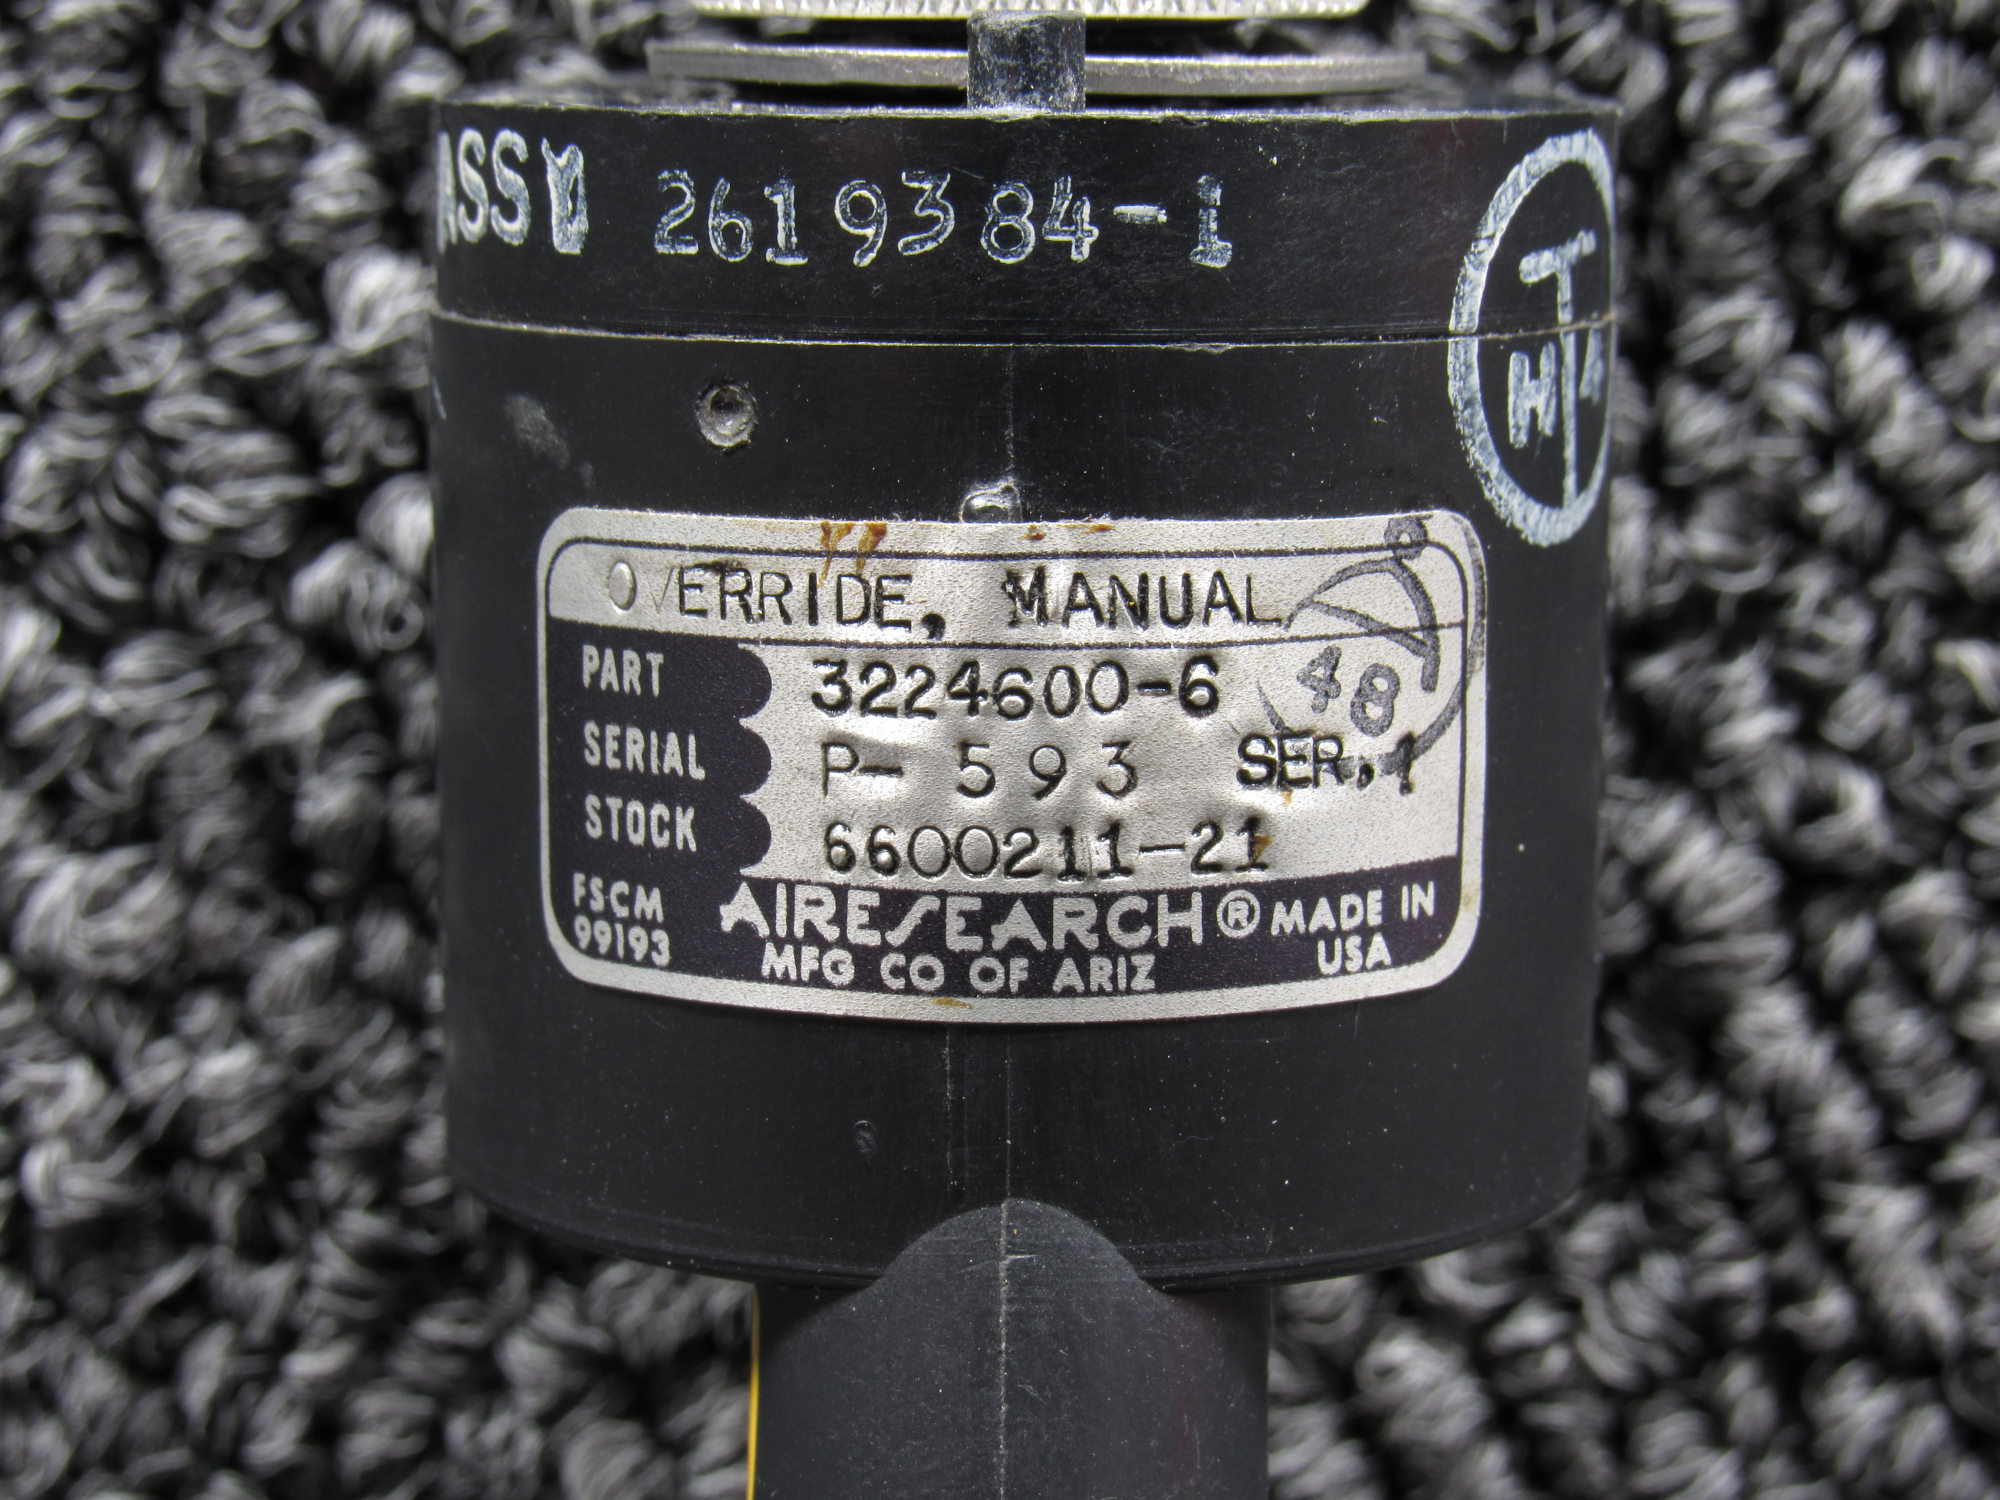 ASSY 2619384-1
T
H
OVERRIDE, MANUAL
48
PART 3224600-6
SERIAL P- 593 SER. 1
STOCK 6600211-21
FSCM
99193
AIRESEARCH® MADE IN
MFG CO OF ARIZ USA